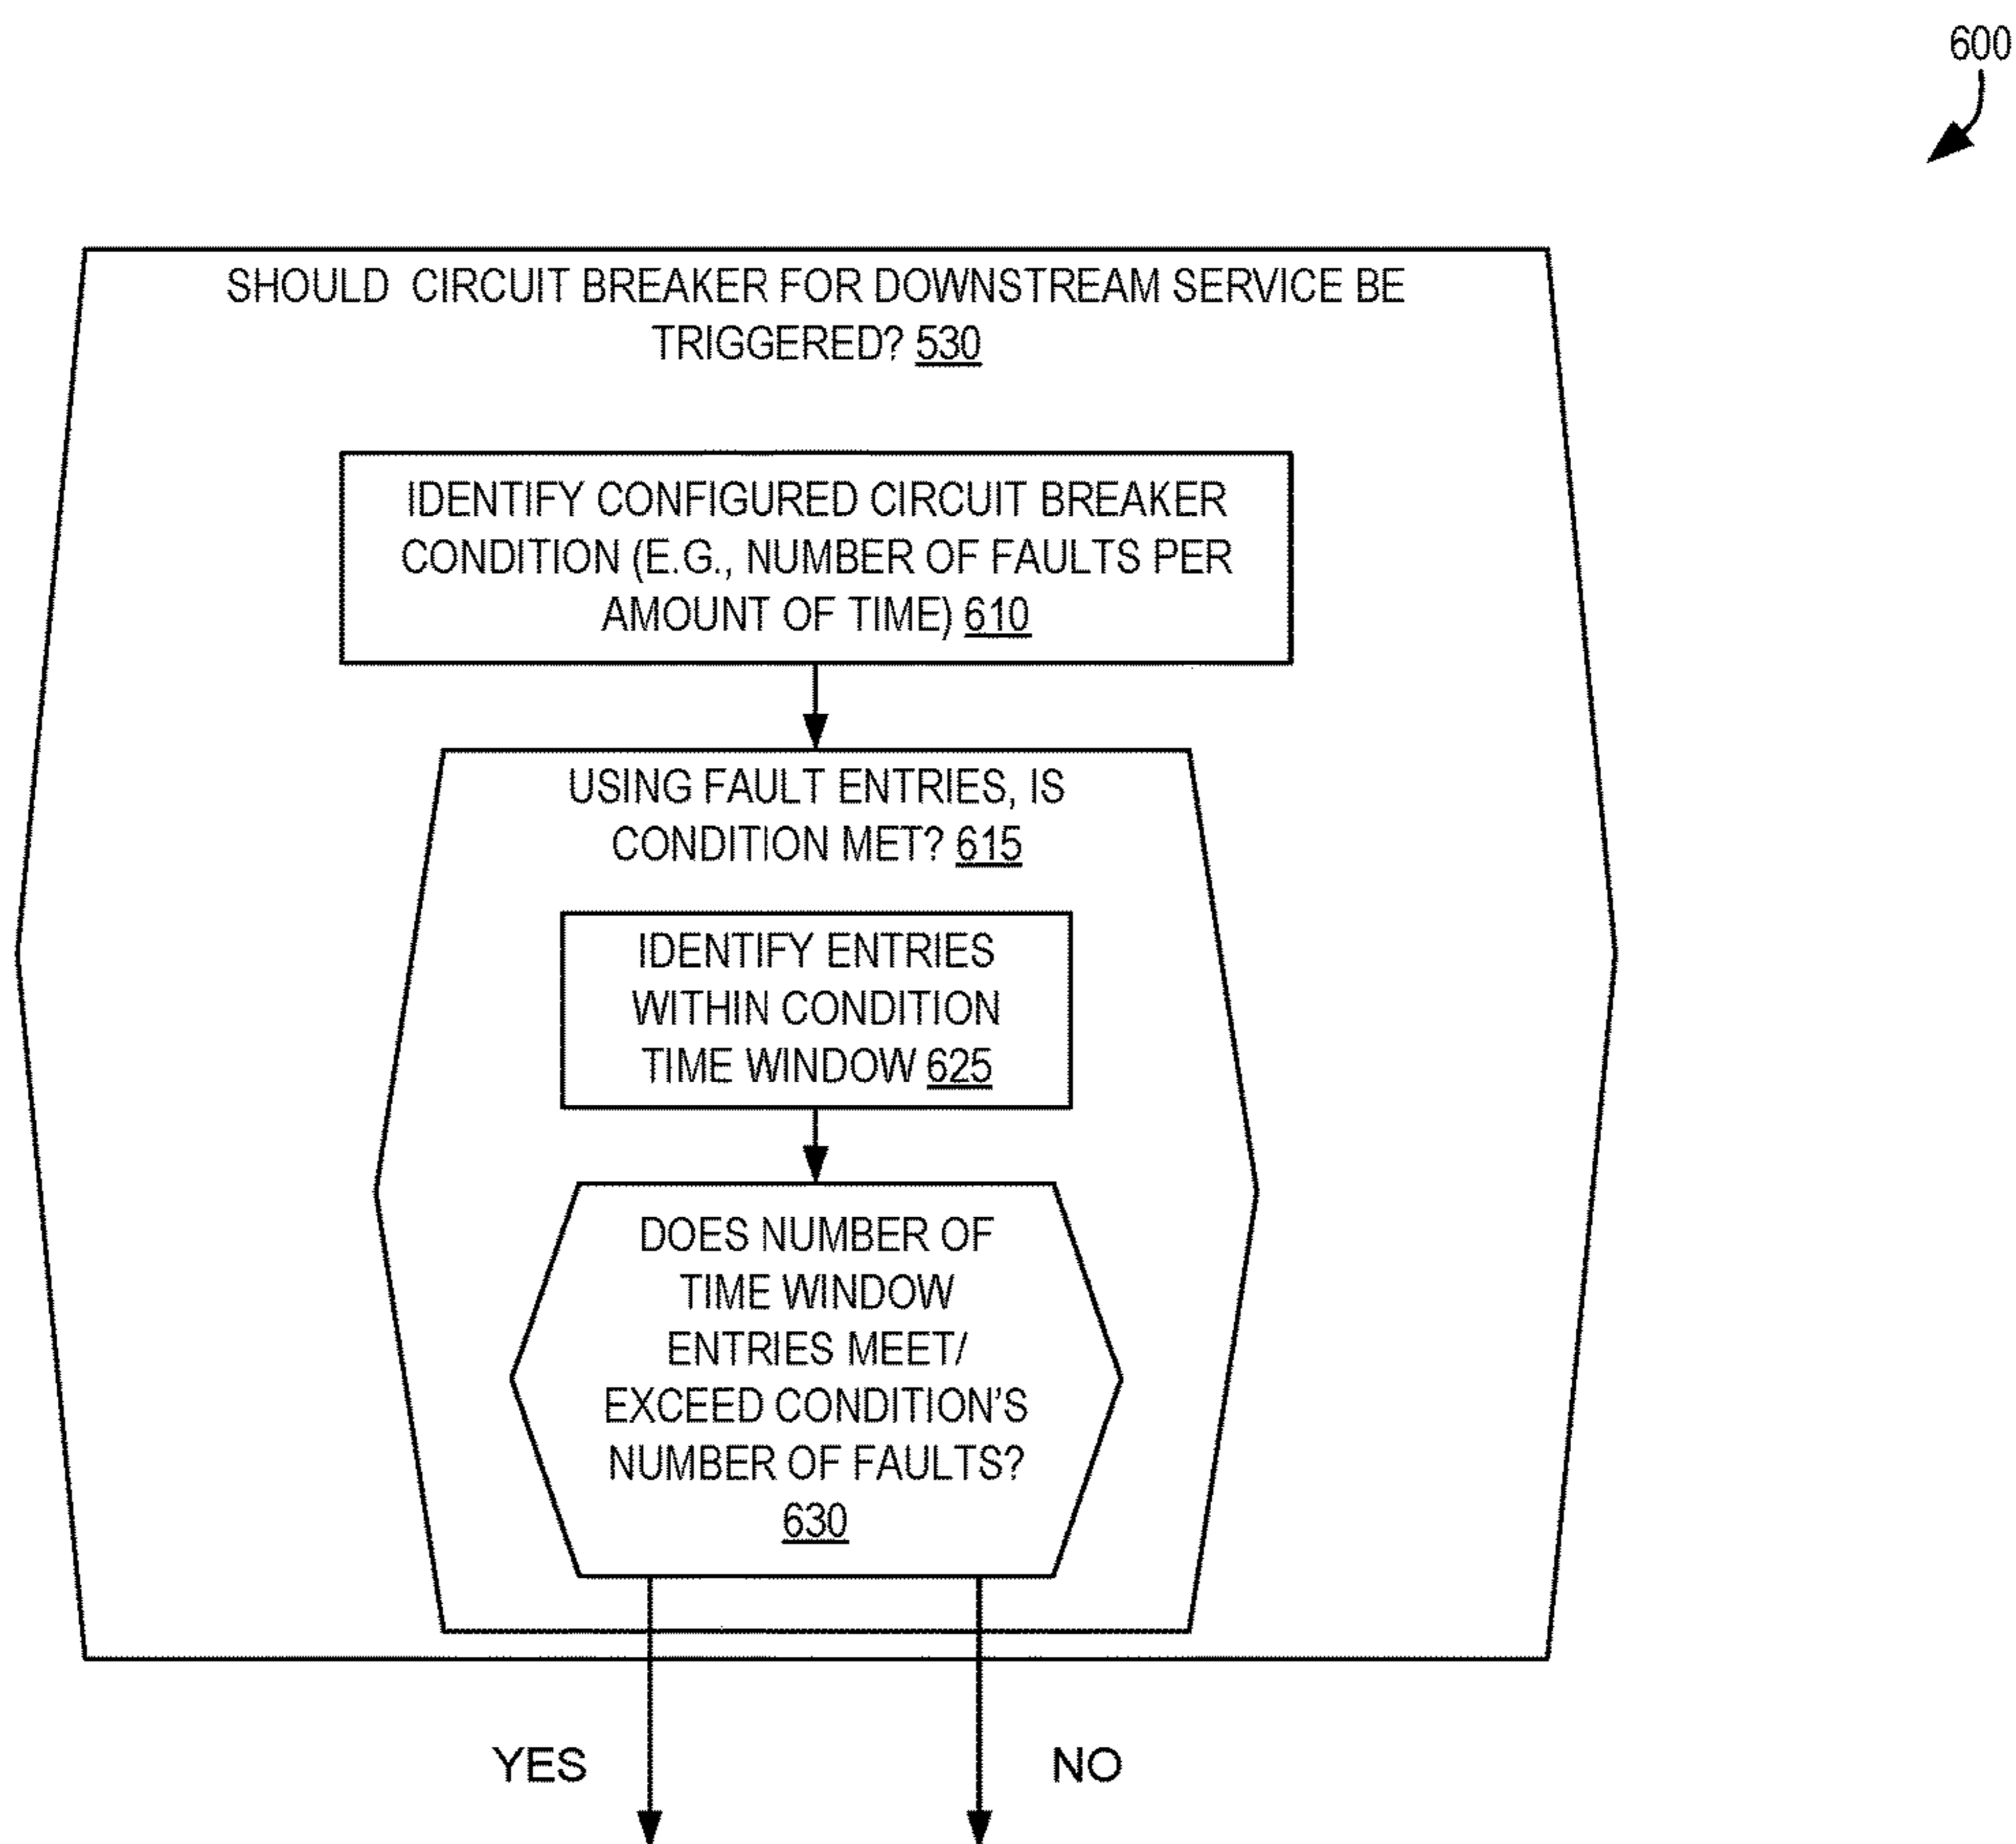 600
SHOULD CIRCUIT BREAKER FOR DOWNSTREAM SERVICE BE
TRIGGERED? 530
IDENTIFY CONFIGURED CIRCUIT BREAKER
CONDITION (E.G., NUMBER OF FAULTS PER
AMOUNT OF TIME) 610
USING FAULT ENTRIES, IS
CONDITION MET? 615
IDENTIFY ENTRIES
WITHIN CONDITION
TIME WINDOW 625
DOES NUMBER OF
TIME WINDOW
ENTRIES MEET/
EXCEED CONDITION'S
NUMBER OF FAULTS?
630
YES
NO